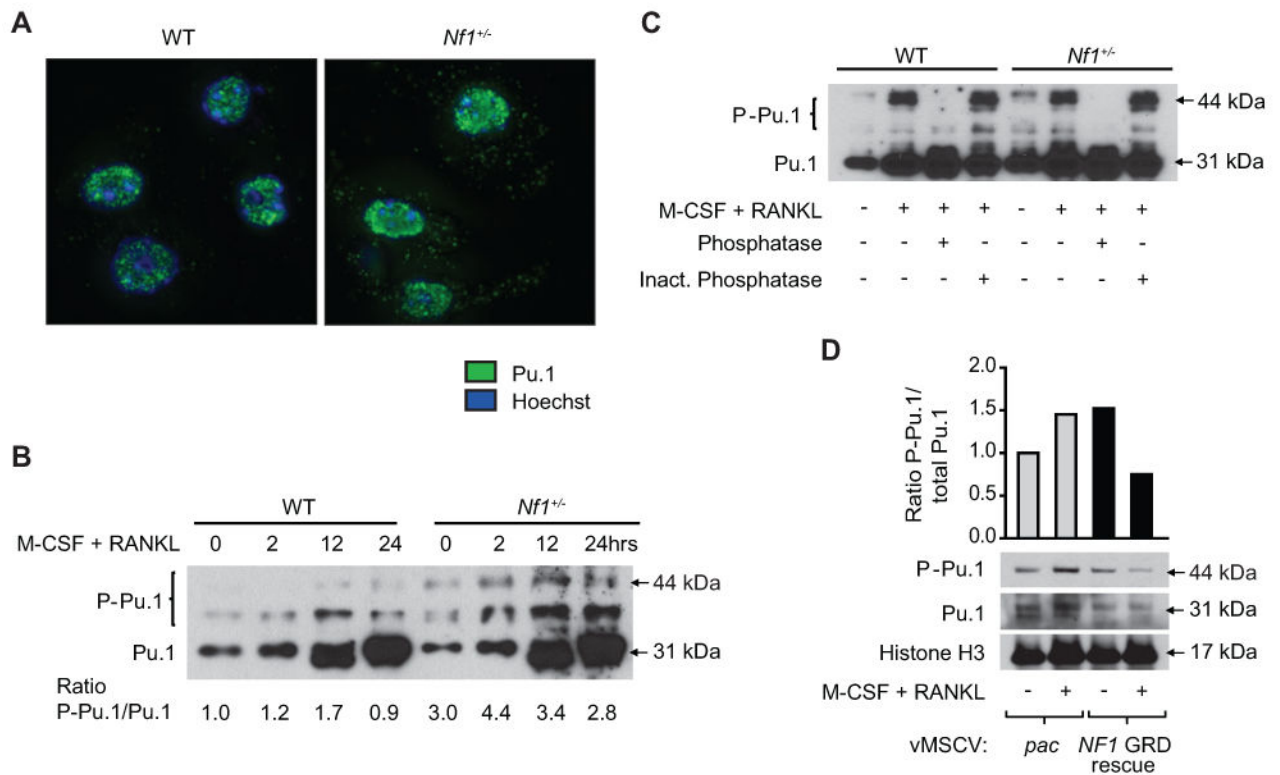 A
WT
Nf1+/-
Pu.1
Hoechst
B
WT
Nf1+/-
M-CSF + RANKL 0 2 12 24 0 2 12 24hrs
P-Pu.1
44 kDa
Pu.1
31 kDa
Ratio
P-Pu.1/Pu.1 1.0 1.2 1.7 0.9 3.0 4.4 3.4 2.8
C
WT
Nf1+/-
P-Pu.1
44 kDa
Pu.1
31 kDa
M-CSF + RANKL - + + + - + + +
Phosphatase - - + - - - + -
Inact. Phosphatase - - - + - - - +
D
Ratio P-Pu.1/
total Pu.1
2.0
1.5
1.0
0.5
0.0
P-Pu.1
44 kDa
Pu.1
31 kDa
Histone H3
17 kDa
M-CSF + RANKL - + - +
vMSCV: pac NF1 GRD
rescue